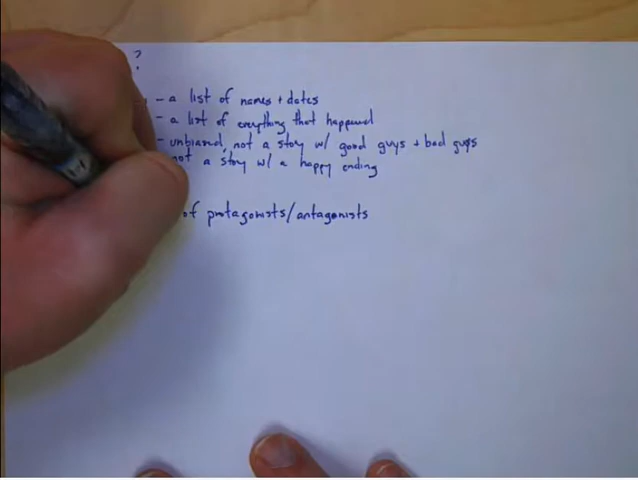 ?
- a list of names + dates
- a list of everything that happened
- unbiased, not a story w/ good guys + bad guys
not a story w/ a happy ending
of protagonists/antagonists